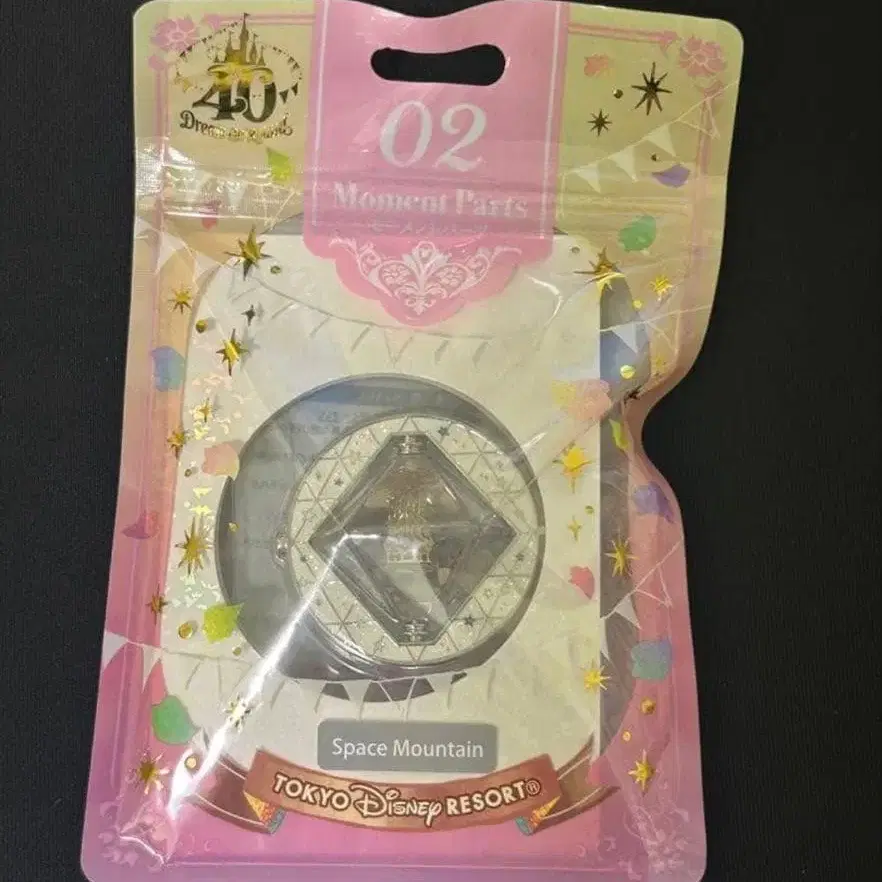 40
Dream-go-round
02
Moment Parts
モーメントパーツ
Space Mountain
TOKYO Disney RESORT®